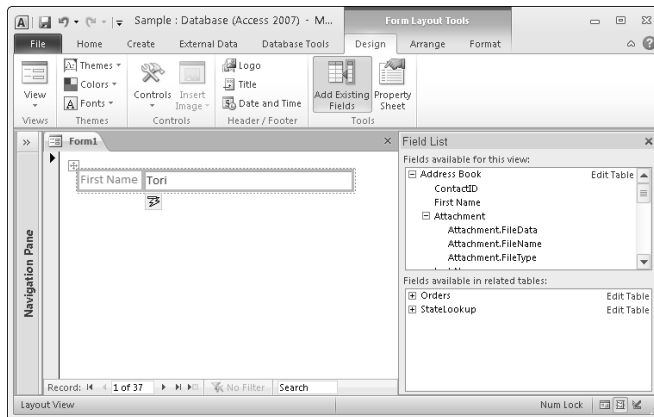 Sample : Database (Access 2007) - M...
Form Layout Tools
File Home Create External Data Database Tools Design Arrange Format
View
Views
Aa Themes
Colors
A Fonts
Themes
Controls
Insert Image
Controls
Logo
Title
Date and Time
Header / Footer
Add Existing Fields
Property Sheet
Tools
Navigation Pane
Form1
First Name Tori
Field List
Fields available for this view:
Address Book Edit Table
ContactID
First Name
Attachment
Attachment.FileData
Attachment.FileName
Attachment.FileType
Fields available in related tables:
Orders Edit Table
StateLookup Edit Table
Record: 1 of 37 No Filter Search
Layout View Num Lock